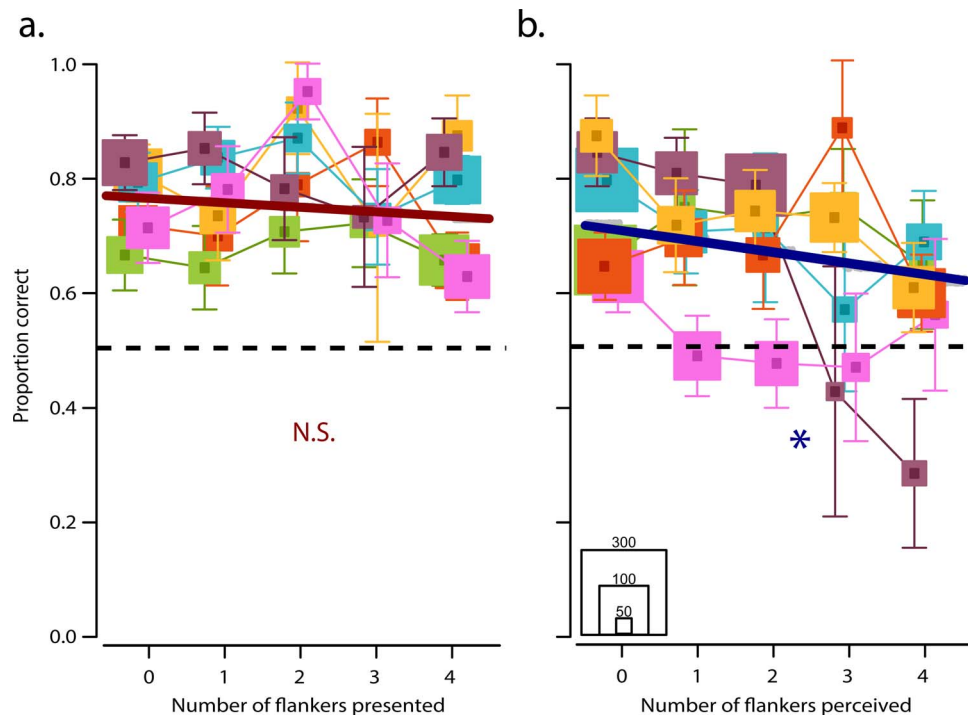 a.
b.
Proportion correct
1.0
0.8
0.6
0.4
0.2
0.0
N.S.
*
300
100
50
0 1 2 3 4
0 1 2 3 4
Number of flankers presented
Number of flankers perceived